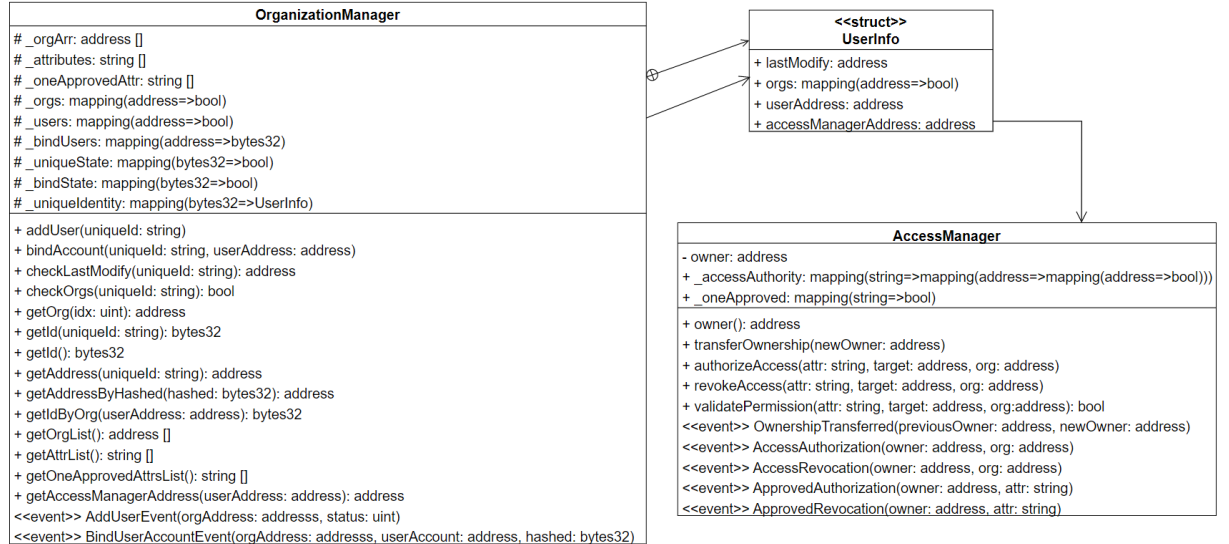 OrganizationManager
# _orgArr: address []
# _attributes: string []
# _oneApprovedAttr: string []
# _orgs: mapping(address=>bool)
# _users: mapping(address=>bool)
# _bindUsers: mapping(address=>bytes32)
# _uniqueState: mapping(bytes32=>bool)
# _bindState: mapping(bytes32=>bool)
# _uniqueIdentity: mapping(bytes32=>UserInfo)
+ addUser(uniqueId: string)
+ bindAccount(uniqueId: string, userAddress: address)
+ checkLastModify(uniqueId: string): address
+ checkOrgs(uniqueId: string): bool
+ getOrg(idx: uint): address
+ getId(uniqueId: string): bytes32
+ getId(): bytes32
+ getAddress(uniqueId: string): address
+ getAddressByHashed(hashed: bytes32): address
+ getIdByOrg(userAddress: address): bytes32
+ getOrgList(): address []
+ getAttrList(): string []
+ getOneApprovedAttrsList(): string []
+ getAccessManagerAddress(userAddress: address): address
<<event>> AddUserEvent(orgAddress: addresss, status: uint)
<<event>> BindUserAccountEvent(orgAddress: addresss, userAccount: address, hashed: bytes32)
<<struct>>
UserInfo
+ lastModify: address
+ orgs: mapping(address=>bool)
+ userAddress: address
+ accessManagerAddress: address
AccessManager
- owner: address
+ _accessAuthority: mapping(string=>mapping(address=>mapping(address=>bool)))
+ _oneApproved: mapping(string=>bool)
+ owner(): address
+ transferOwnership(newOwner: address)
+ authorizeAccess(attr: string, target: address, org: address)
+ revokeAccess(attr: string, target: address, org: address)
+ validatePermission(attr: string, target: address, org:address): bool
<<event>> OwnershipTransferred(previousOwner: address, newOwner: address)
<<event>> AccessAuthorization(owner: address, org: address)
<<event>> AccessRevocation(owner: address, org: address)
<<event>> ApprovedAuthorization(owner: address, attr: string)
<<event>> ApprovedRevocation(owner: address, attr: string)